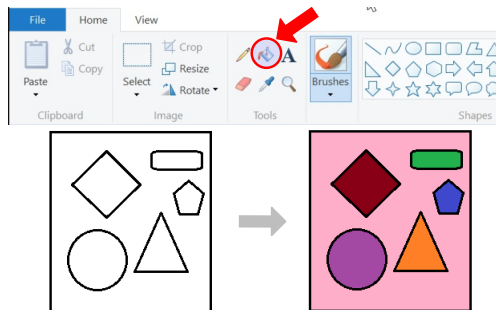 File Home View
Cut
Copy
Paste
Clipboard
Crop
Resize
Rotate
Select
Image
A
Tools
Brushes
Shapes